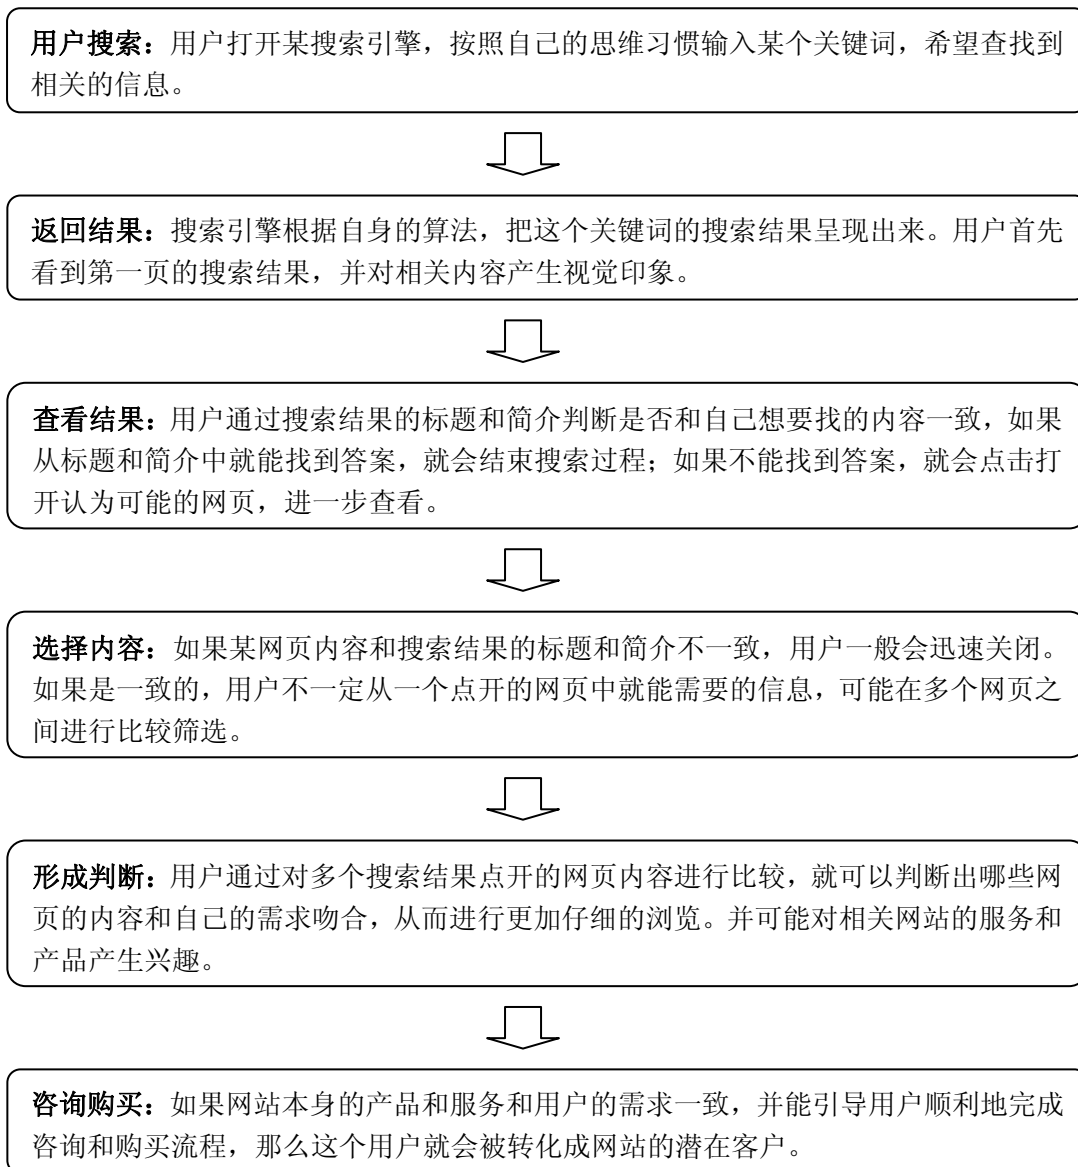 用户搜索：用户打开某搜索引擎，按照自己的思维习惯输入某个关键词，希望查找到
相关的信息。
返回结果：搜索引擎根据自身的算法，把这个关键词的搜索结果呈现出来。用户首先
看到第一页的搜索结果，并对相关内容产生视觉印象。
查看结果：用户通过搜索结果的标题和简介判断是否和自己想要找的内容一致，如果
从标题和简介中就能找到答案，就会结束搜索过程；如果不能找到答案，就会点击打
开认为可能的网页，进一步查看。
选择内容：如果某网页内容和搜索结果的标题和简介不一致，用户一般会迅速关闭。
如果是一致的，用户不一定从一个点开的网页中就能需要的信息，可能在多个网页之
间进行比较筛选。
形成判断：用户通过对多个搜索结果点开的网页内容进行比较，就可以判断出哪些网
页的内容和自己的需求吻合，从而进行更加仔细的浏览。并可能对相关网站的服务和
产品产生兴趣。
咨询购买：如果网站本身的产品和服务和用户的需求一致，并能引导用户顺利地完成
咨询和购买流程，那么这个用户就会被转化成网站的潜在客户。